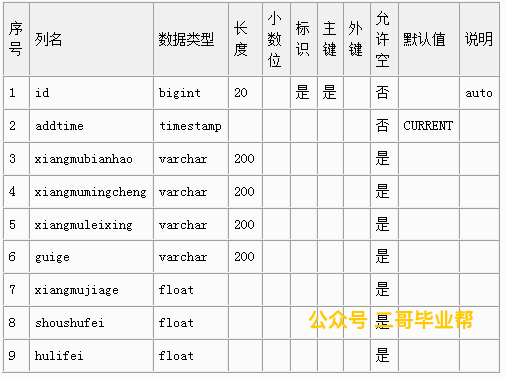 序号 列名 数据类型 长度 小数位 标识 主键 外键 允许空 默认值 说明
1 id bigint 20 是 是 否 auto
2 addtime timestamp 否 CURRENT
3 xiangmubianhao varchar 200 是
4 xiangmumingcheng varchar 200 是
5 xiangmuleixing varchar 200 是
6 guige varchar 200 是
7 xiangmujiage float 是
8 shoushufei float 是
公众号 二哥毕业帮
9 hulifei float 是